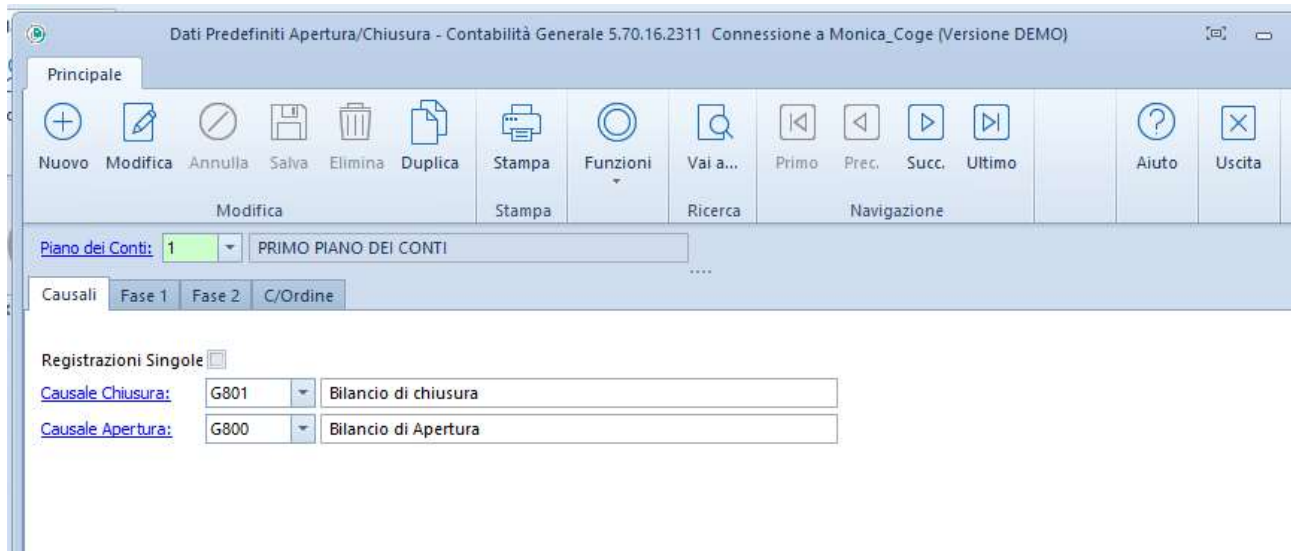 Dati Predefiniti Apertura/Chiusura - Contabilità Generale 5.70.16.2311 Connessione a Monica_Coge (Versione DEMO)
Principale
Nuovo Modifica Annulla Salva Elimina Duplica Stampa Funzioni Vai a... Primo Prec. Succ. Ultimo Aiuto Uscita
Modifica Stampa Ricerca Navigazione
Piano dei Conti: 1 PRIMO PIANO DEI CONTI
Causali Fase 1 Fase 2 C/Ordine
Registrazioni Singole
Causale Chiusura: G801 Bilancio di chiusura
Causale Apertura: G800 Bilancio di Apertura